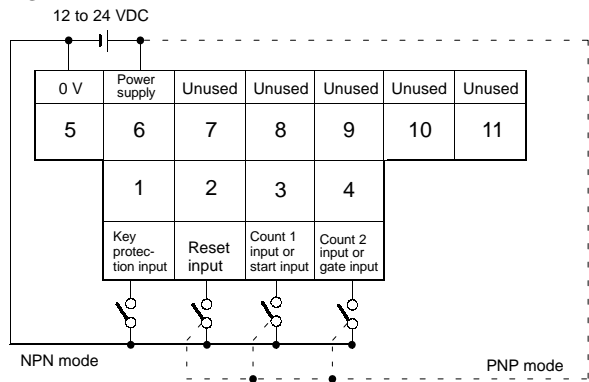 12 to 24 VDC
0 V
Power
supply
Unused
Unused
Unused
Unused
Unused
5
6
7
8
9
10
11
1
2
3
4
Key
protec-
tion input
Reset
input
Count 1
input or
start input
Count 2
input or
gate input
NPN mode
PNP mode